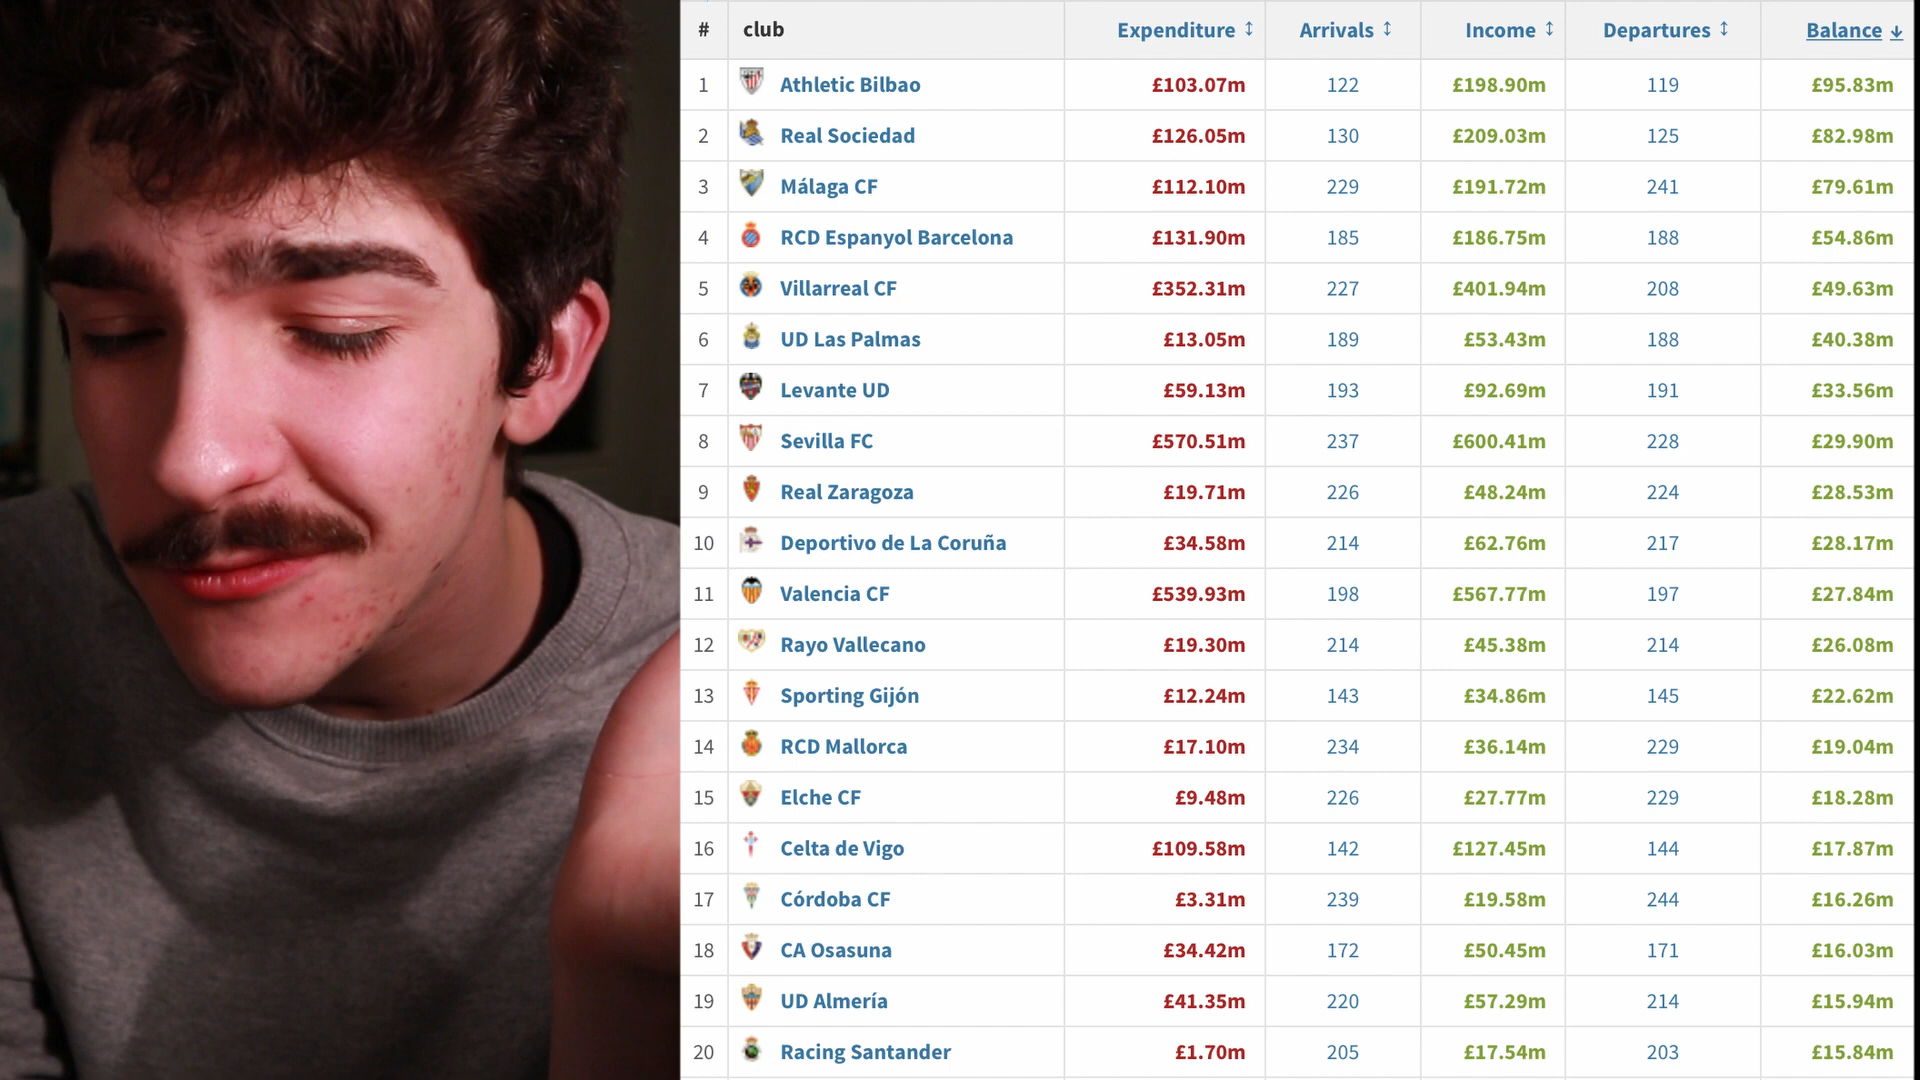 # club Expenditure Arrivals Income Departures Balance
1 Athletic Bilbao £103.07m 122 £198.90m 119 £95.83m
2 Real Sociedad £126.05m 130 £209.03m 125 £82.98m
3 Málaga CF £112.10m 229 £191.72m 241 £79.61m
4 RCD Espanyol Barcelona £131.90m 185 £186.75m 188 £54.86m
5 Villarreal CF £352.31m 227 £401.94m 208 £49.63m
6 UD Las Palmas £13.05m 189 £53.43m 188 £40.38m
7 Levante UD £59.13m 193 £92.69m 191 £33.56m
8 Sevilla FC £570.51m 237 £600.41m 228 £29.90m
9 Real Zaragoza £19.71m 226 £48.24m 224 £28.53m
10 Deportivo de La Coruña £34.58m 214 £62.76m 217 £28.17m
11 Valencia CF £539.93m 198 £567.77m 197 £27.84m
12 Rayo Vallecano £19.30m 214 £45.38m 214 £26.08m
13 Sporting Gijón £12.24m 143 £34.86m 145 £22.62m
14 RCD Mallorca £17.10m 234 £36.14m 229 £19.04m
15 Elche CF £9.48m 226 £27.77m 229 £18.28m
16 Celta de Vigo £109.58m 142 £127.45m 144 £17.87m
17 Córdoba CF £3.31m 239 £19.58m 244 £16.26m
18 CA Osasuna £34.42m 172 £50.45m 171 £16.03m
19 UD Almería £41.35m 220 £57.29m 214 £15.94m
20 Racing Santander £1.70m 205 £17.54m 203 £15.84m